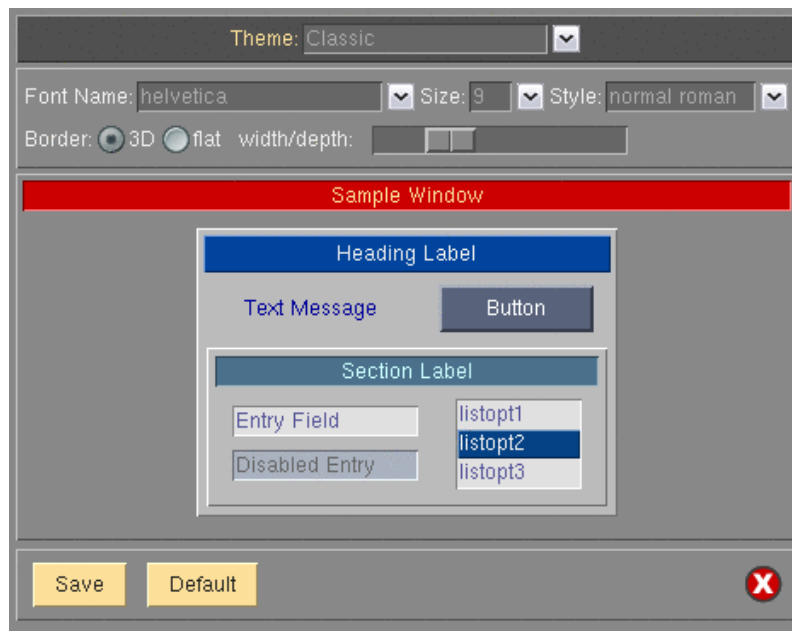 Theme: Classic
Font Name: helvetica Size: 9 Style: normal roman
Border: 3D flat width/depth:
Sample Window
Heading Label
Text Message Button
Section Label
Entry Field listopt1
listopt2
Disabled Entry listopt3
Save Default X